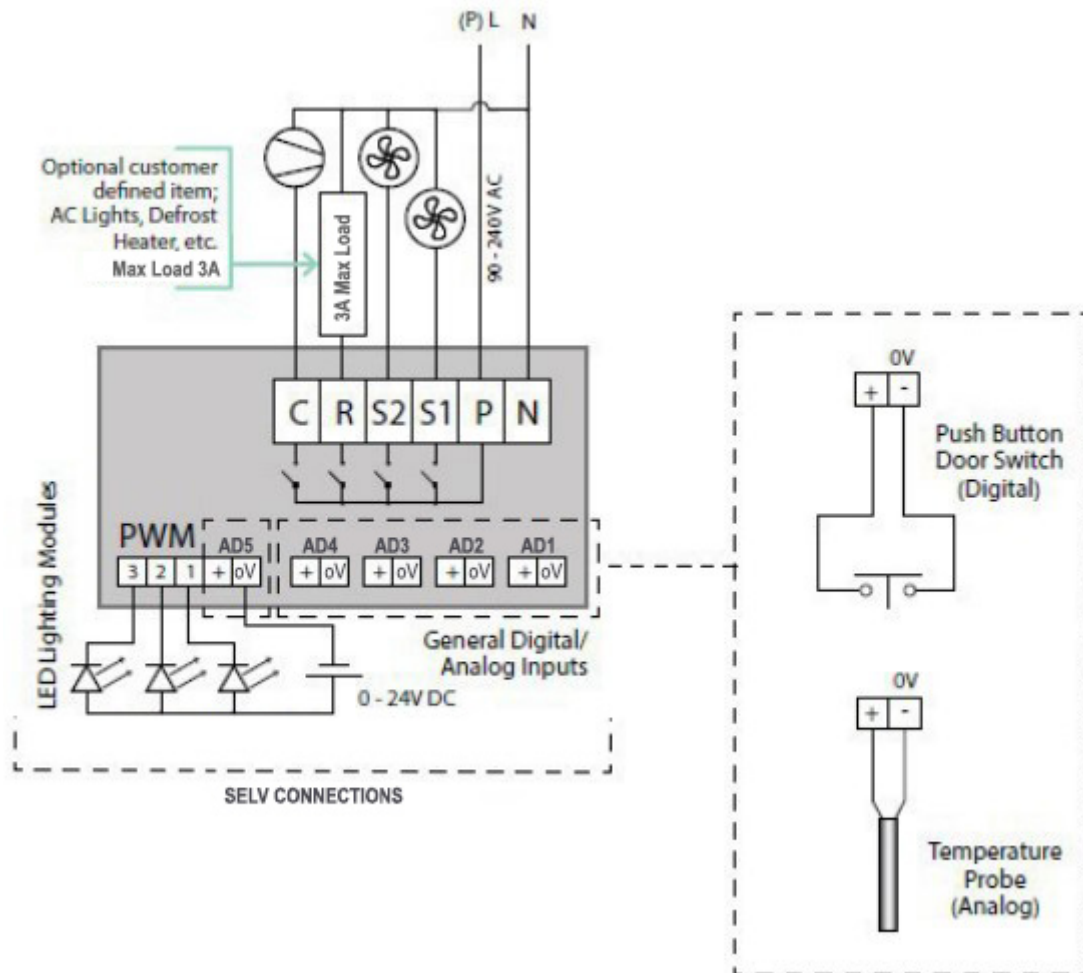 (P) L N
Optional customer
defined item;
AC Lights, Defrost
Heater, etc.
Max Load 3A
3A Max Load
90 - 240V AC
C R S2 S1 P N
PWM
3 2 1
AD5
+ oV
AD4
+ oV
AD3
+ oV
AD2
+ oV
AD1
+ oV
LED Lighting Modules
General Digital/
Analog Inputs
0 - 24V DC
SELV CONNECTIONS
0V
+ -
Push Button
Door Switch
(Digital)
0V
+ -
Temperature
Probe
(Analog)